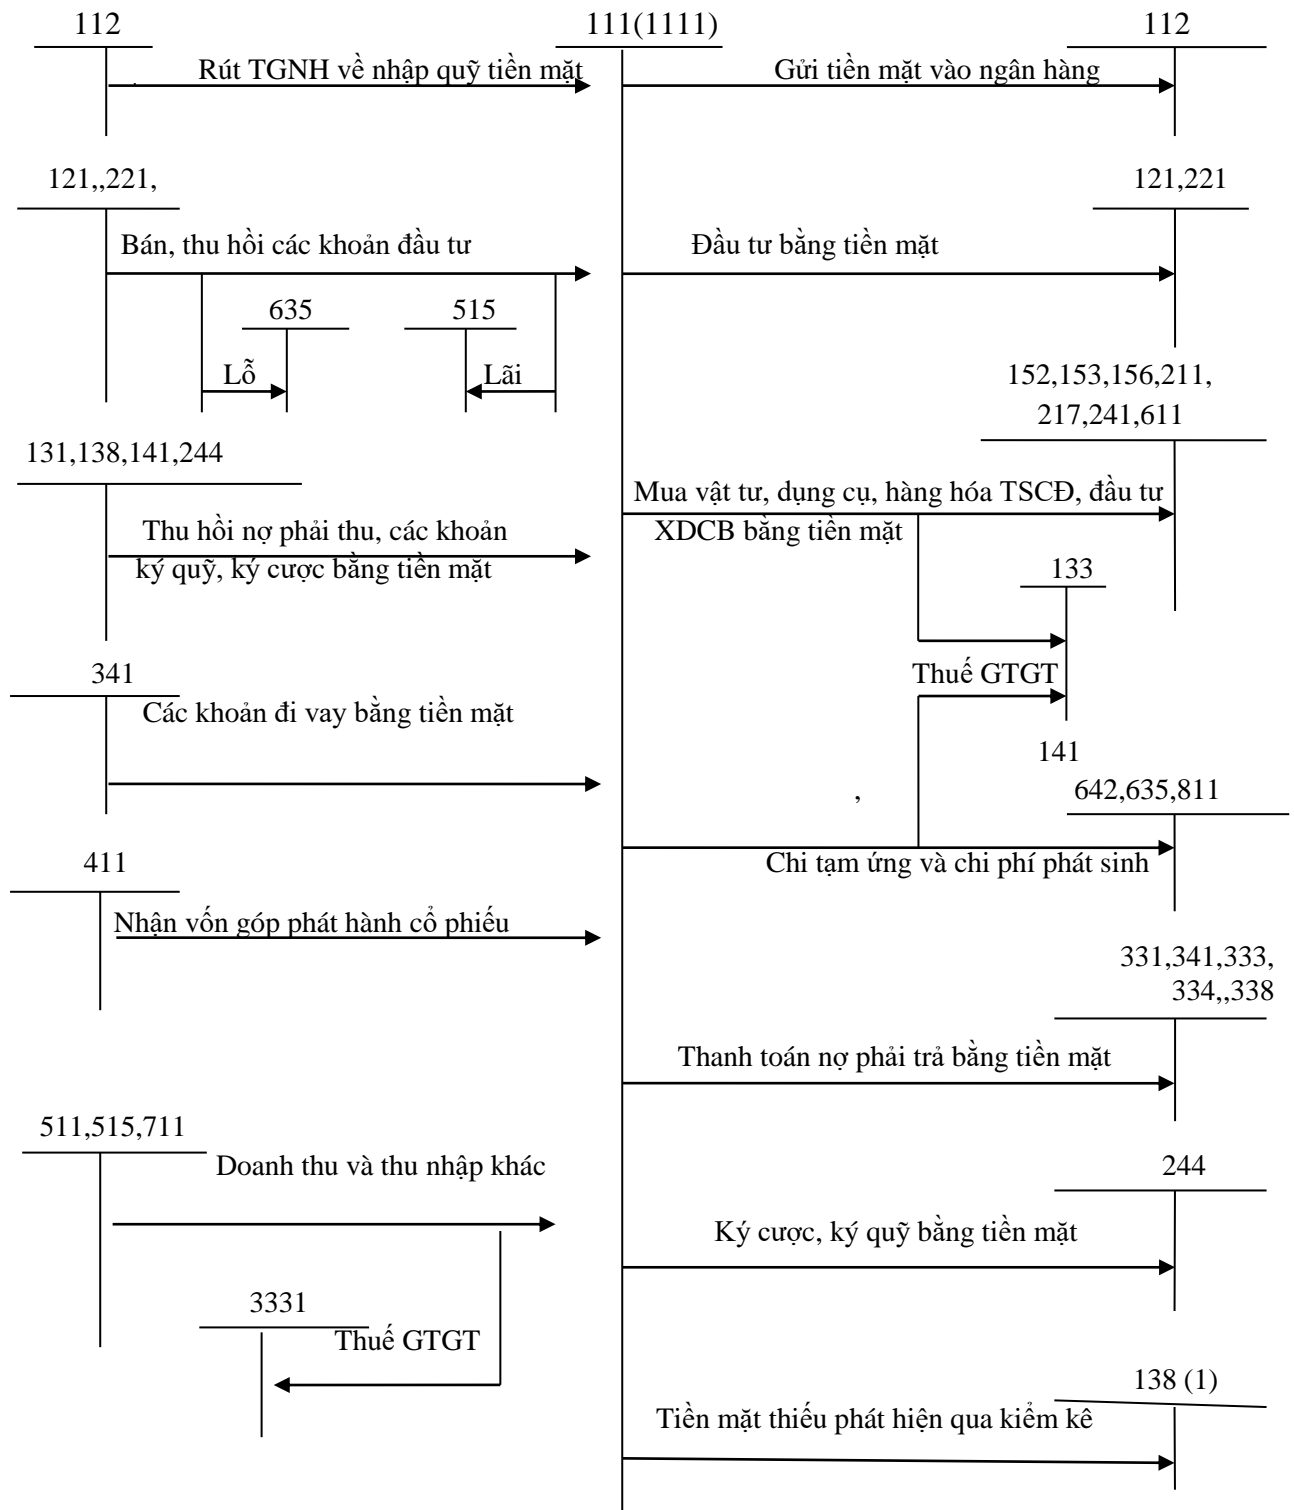 112
111(1111)
112
Rút TGNH về nhập quỹ tiền mặt
Gửi tiền mặt vào ngân hàng
121,,221,
121,221
Bán, thu hồi các khoản đầu tư
Đầu tư bằng tiền mặt
635
515
Lỗ
Lãi
152,153,156,211,
217,241,611
131,138,141,244
Mua vật tư, dụng cụ, hàng hóa TSCĐ, đầu tư
XDCB bằng tiền mặt
Thu hồi nợ phải thu, các khoản
ký quỹ, ký cược bằng tiền mặt
133
Thuế GTGT
341
Các khoản đi vay bằng tiền mặt
141
,
642,635,811
411
Chi tạm ứng và chi phí phát sinh
Nhận vốn góp phát hành cổ phiếu
331,341,333,
334,,338
Thanh toán nợ phải trả bằng tiền mặt
511,515,711
Doanh thu và thu nhập khác
244
Ký cược, ký quỹ bằng tiền mặt
3331
Thuế GTGT
138 (1)
Tiền mặt thiếu phát hiện qua kiểm kê